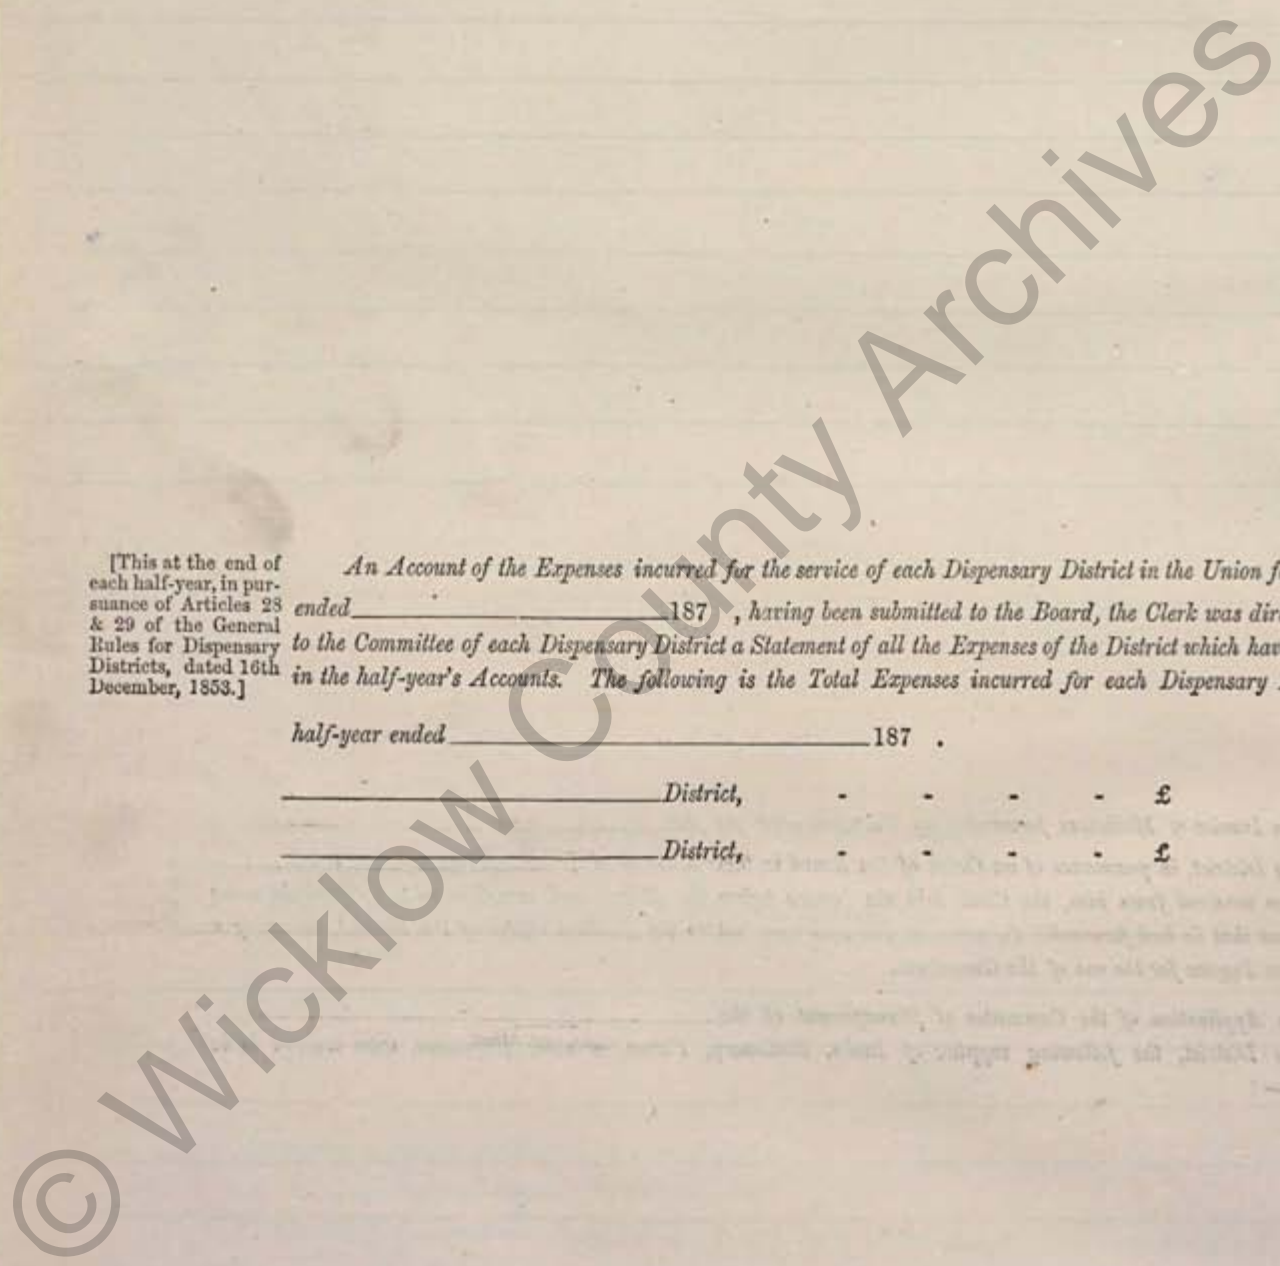 [This at the end of
each half-year, in pur-
suance of Articles 28
& 29 of the General
Rules for Dispensary
Districts, dated 16th
December, 1853.]
An Account of the Expenses incurred for the service of each Dispensary District in the Union f
ended 187 , having been submitted to the Board, the Clerk was dir
to the Committee of each Dispensary District a Statement of all the Expenses of the District which hav
in the half-year's Accounts. The following is the Total Expenses incurred for each Dispensary
half-year ended 187 .
District, - - - - £
District, - - - - £
© Wicklow County Archives